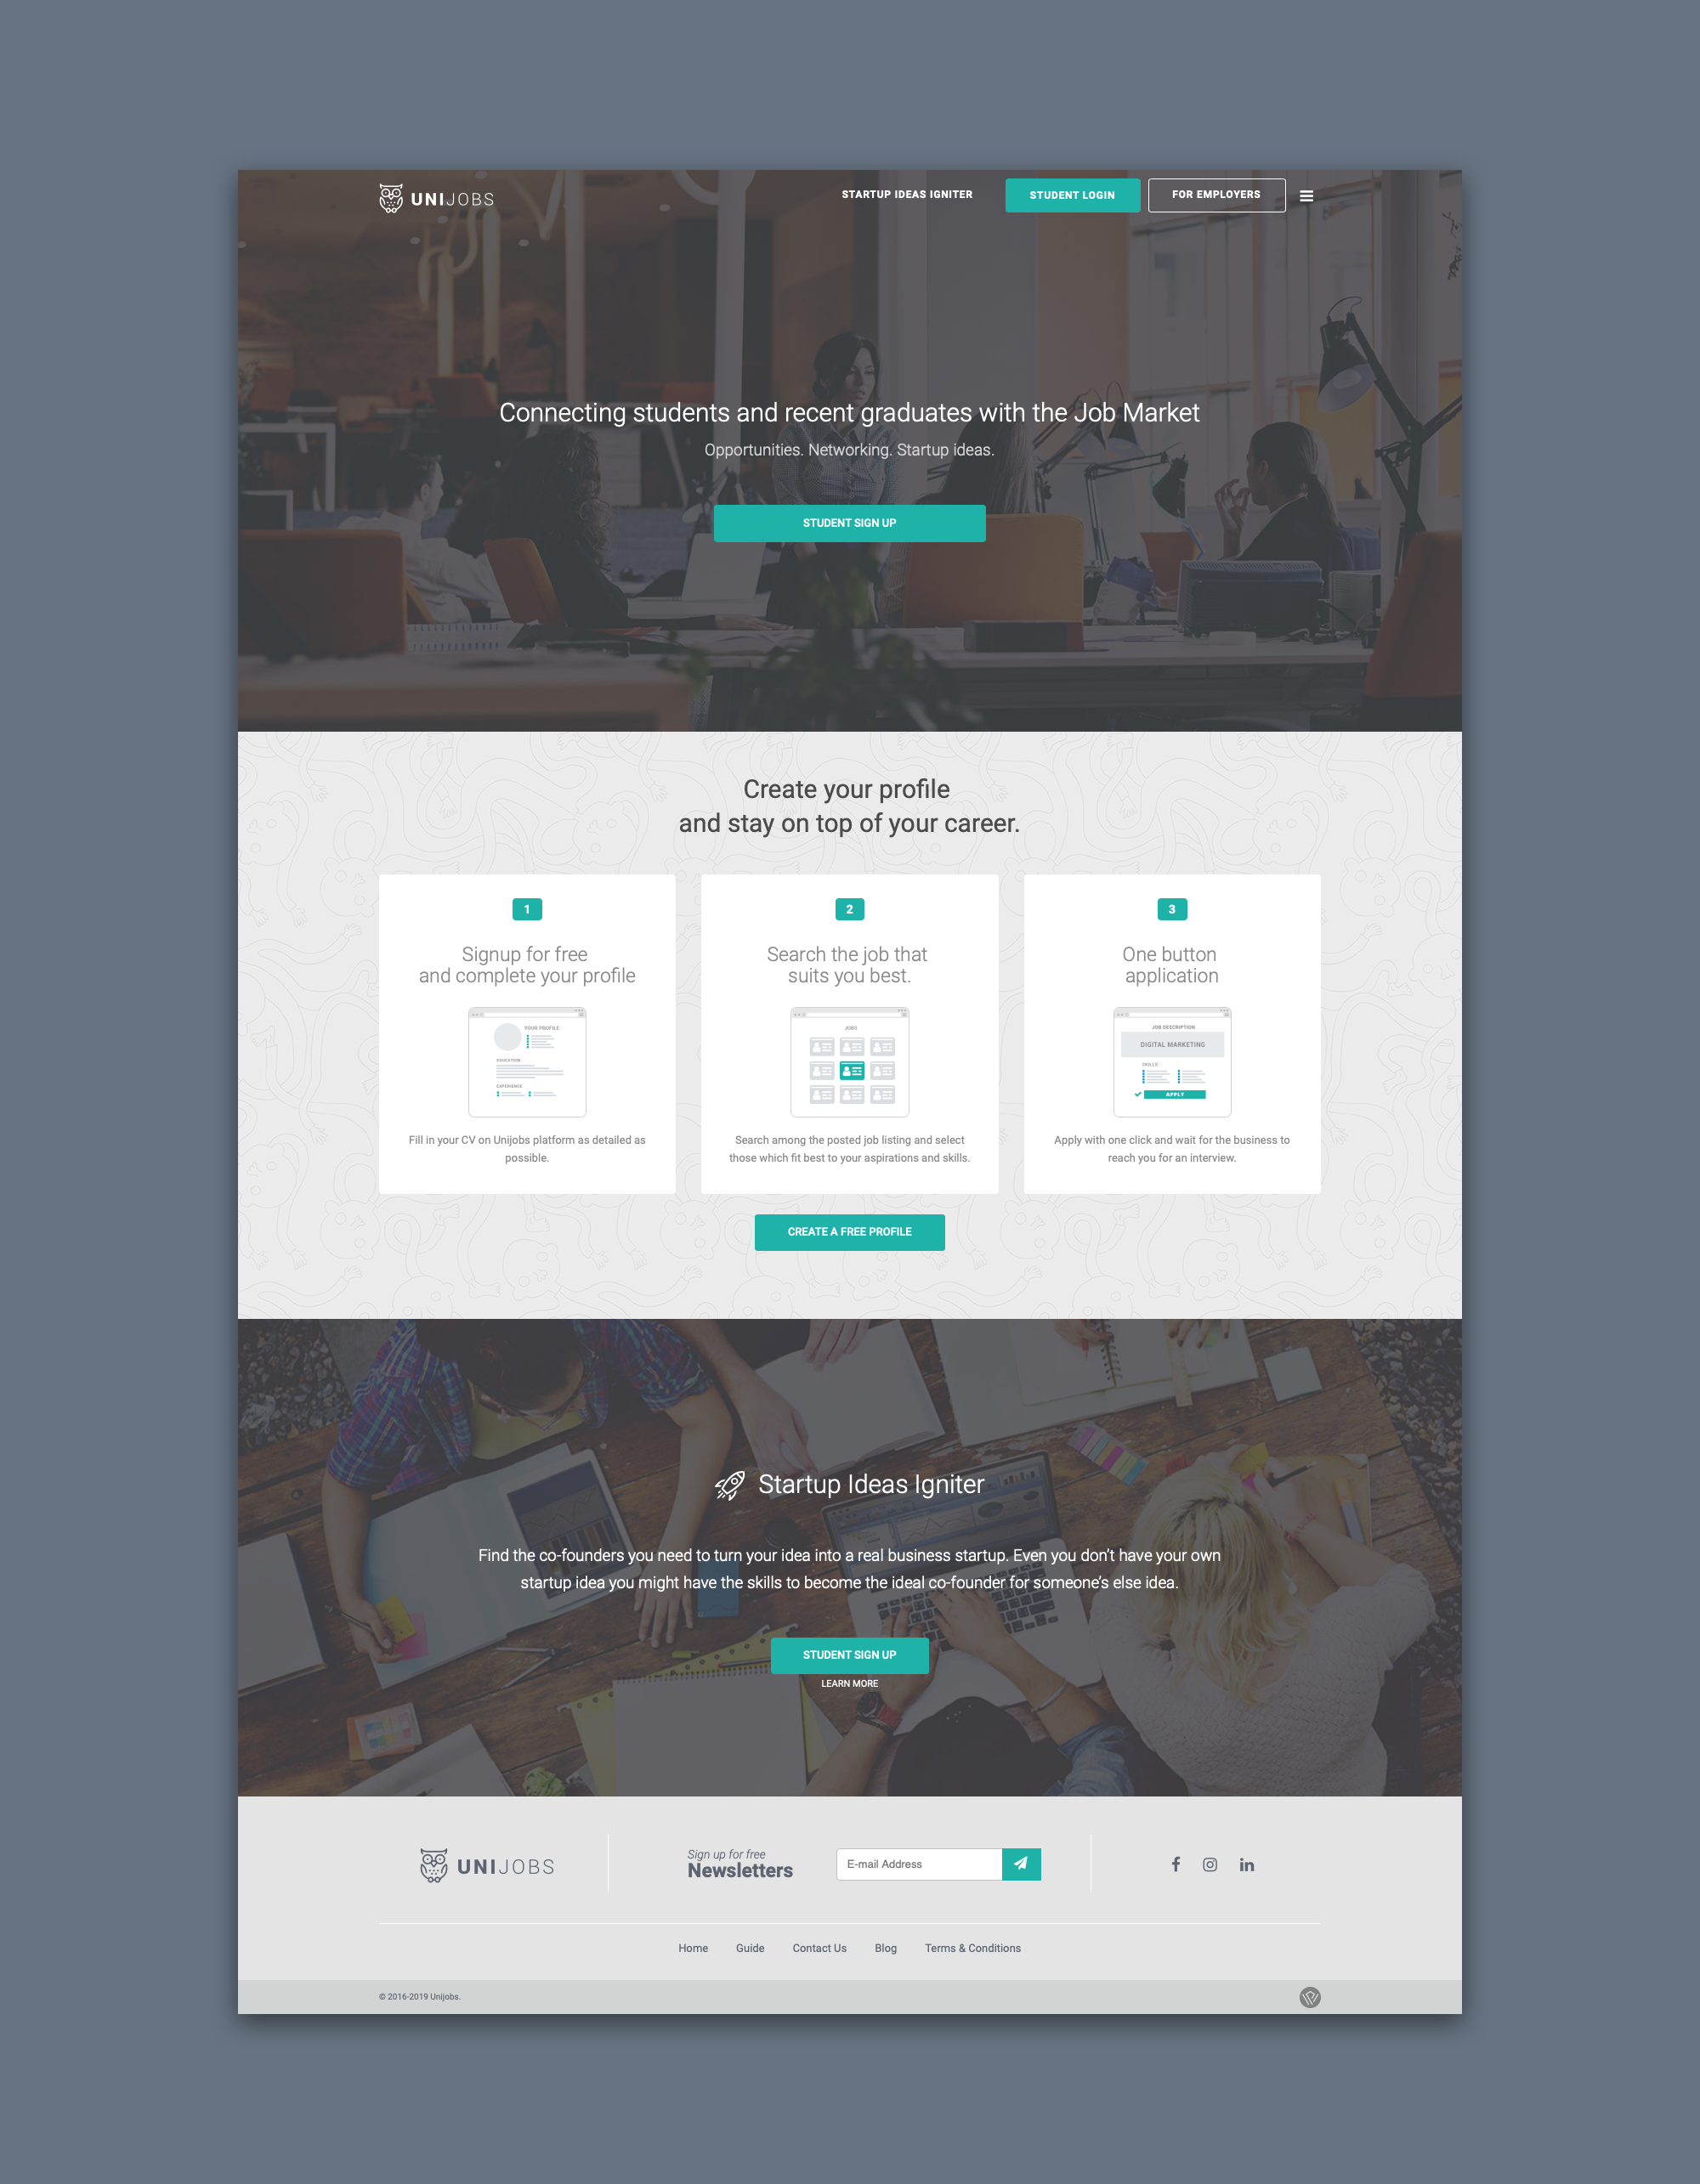 UNIJOBS
STARTUP IDEAS IGNITER
STUDENT LOGIN
FOR EMPLOYERS
Connecting students and recent graduates with the Job Market
Opportunities. Networking. Startup ideas.
STUDENT SIGN UP
Create your profile
and stay on top of your career.
1
Signup for free
and complete your profile
YOUR PROFILE
EDUCATION
EXPERIENCE
Fill in your CV on Unijobs platform as detailed as
possible.
2
Search the job that
suits you best.
JOBS
Search among the posted job listing and select
those which fit best to your aspirations and skills.
3
One button
application
JOB DESCRIPTION
DIGITAL MARKETING
SKILLS
APPLY
Apply with one click and wait for the business to
reach you for an interview.
CREATE A FREE PROFILE
Startup Ideas Igniter
Find the co-founders you need to turn your idea into a real business startup. Even you don’t have your own
startup idea you might have the skills to become the ideal co-founder for someone’s else idea.
STUDENT SIGN UP
LEARN MORE
UNIJOBS
Sign up for free
Newsletters
E-mail Address
Home
Guide
Contact Us
Blog
Terms & Conditions
© 2016-2019 Unijobs.